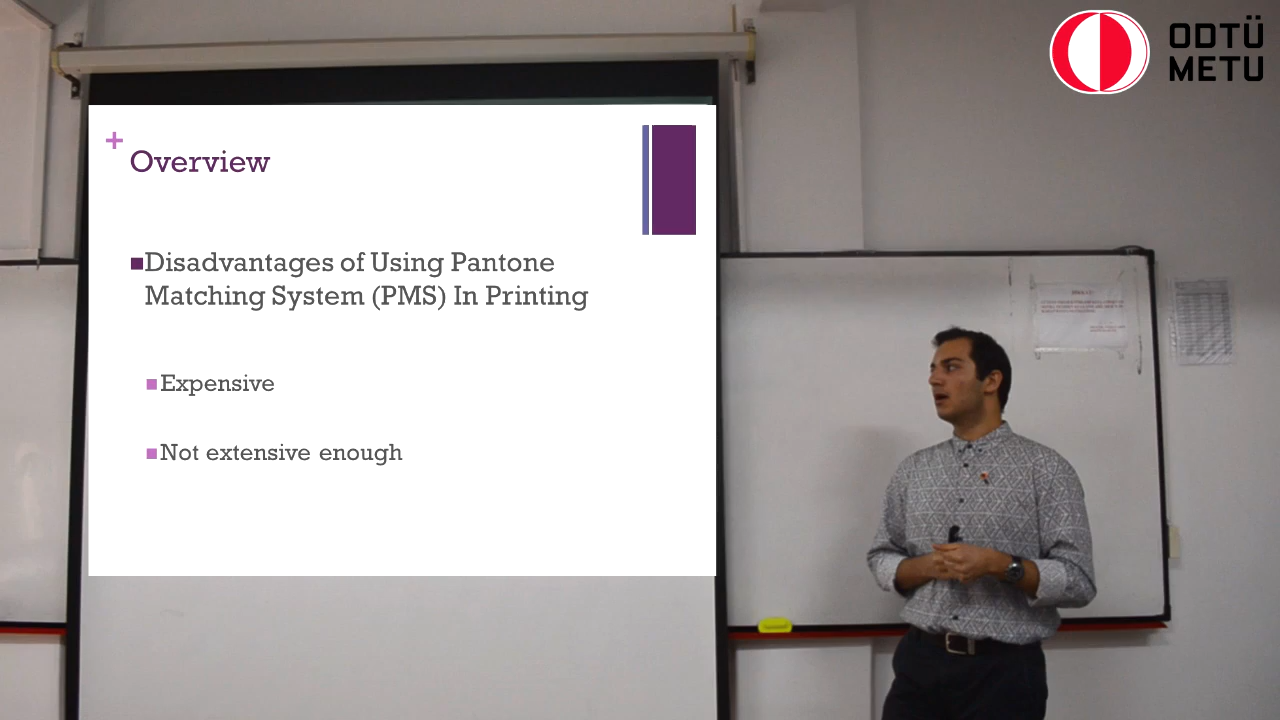 ODTÜ
METU
+
Overview
Disadvantages of Using Pantone
Matching System (PMS) In Printing
Expensive
Not extensive enough